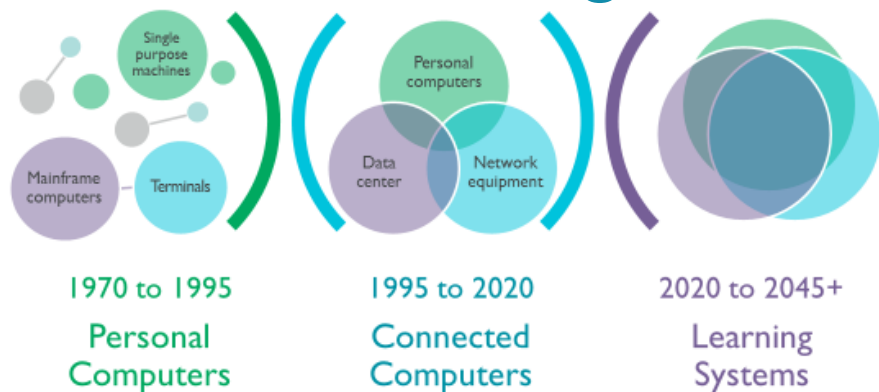 Single
purpose
machines
Mainframe
computers
Terminals
Personal
computers
Data
center
Network
equipment
1970 to 1995
Personal
Computers
1995 to 2020
Connected
Computers
2020 to 2045+
Learning
Systems